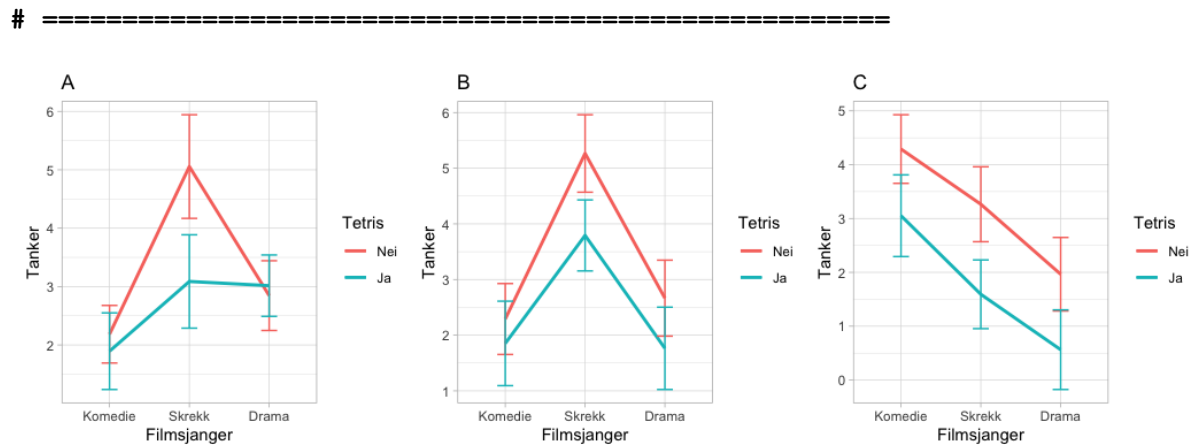 # =====================================================
A
6
5
4
3
2
Tanker
Komedie Skrekk Drama
Filmsjanger
Tetris
Nei
Ja
B
6
5
4
3
2
1
Tanker
Komedie Skrekk Drama
Filmsjanger
Tetris
Nei
Ja
C
5
4
3
2
1
0
Tanker
Komedie Skrekk Drama
Filmsjanger
Tetris
Nei
Ja